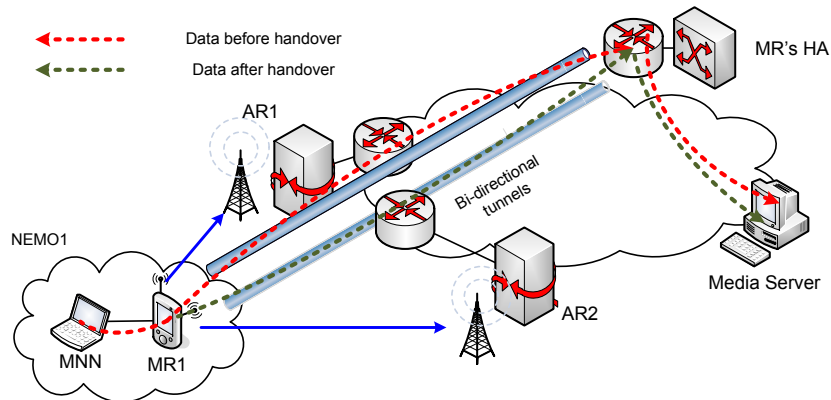 Data before handover
Data after handover
MR's HA
AR1
Bi-directional
tunnels
NEMO1
Media Server
AR2
MNN
MR1